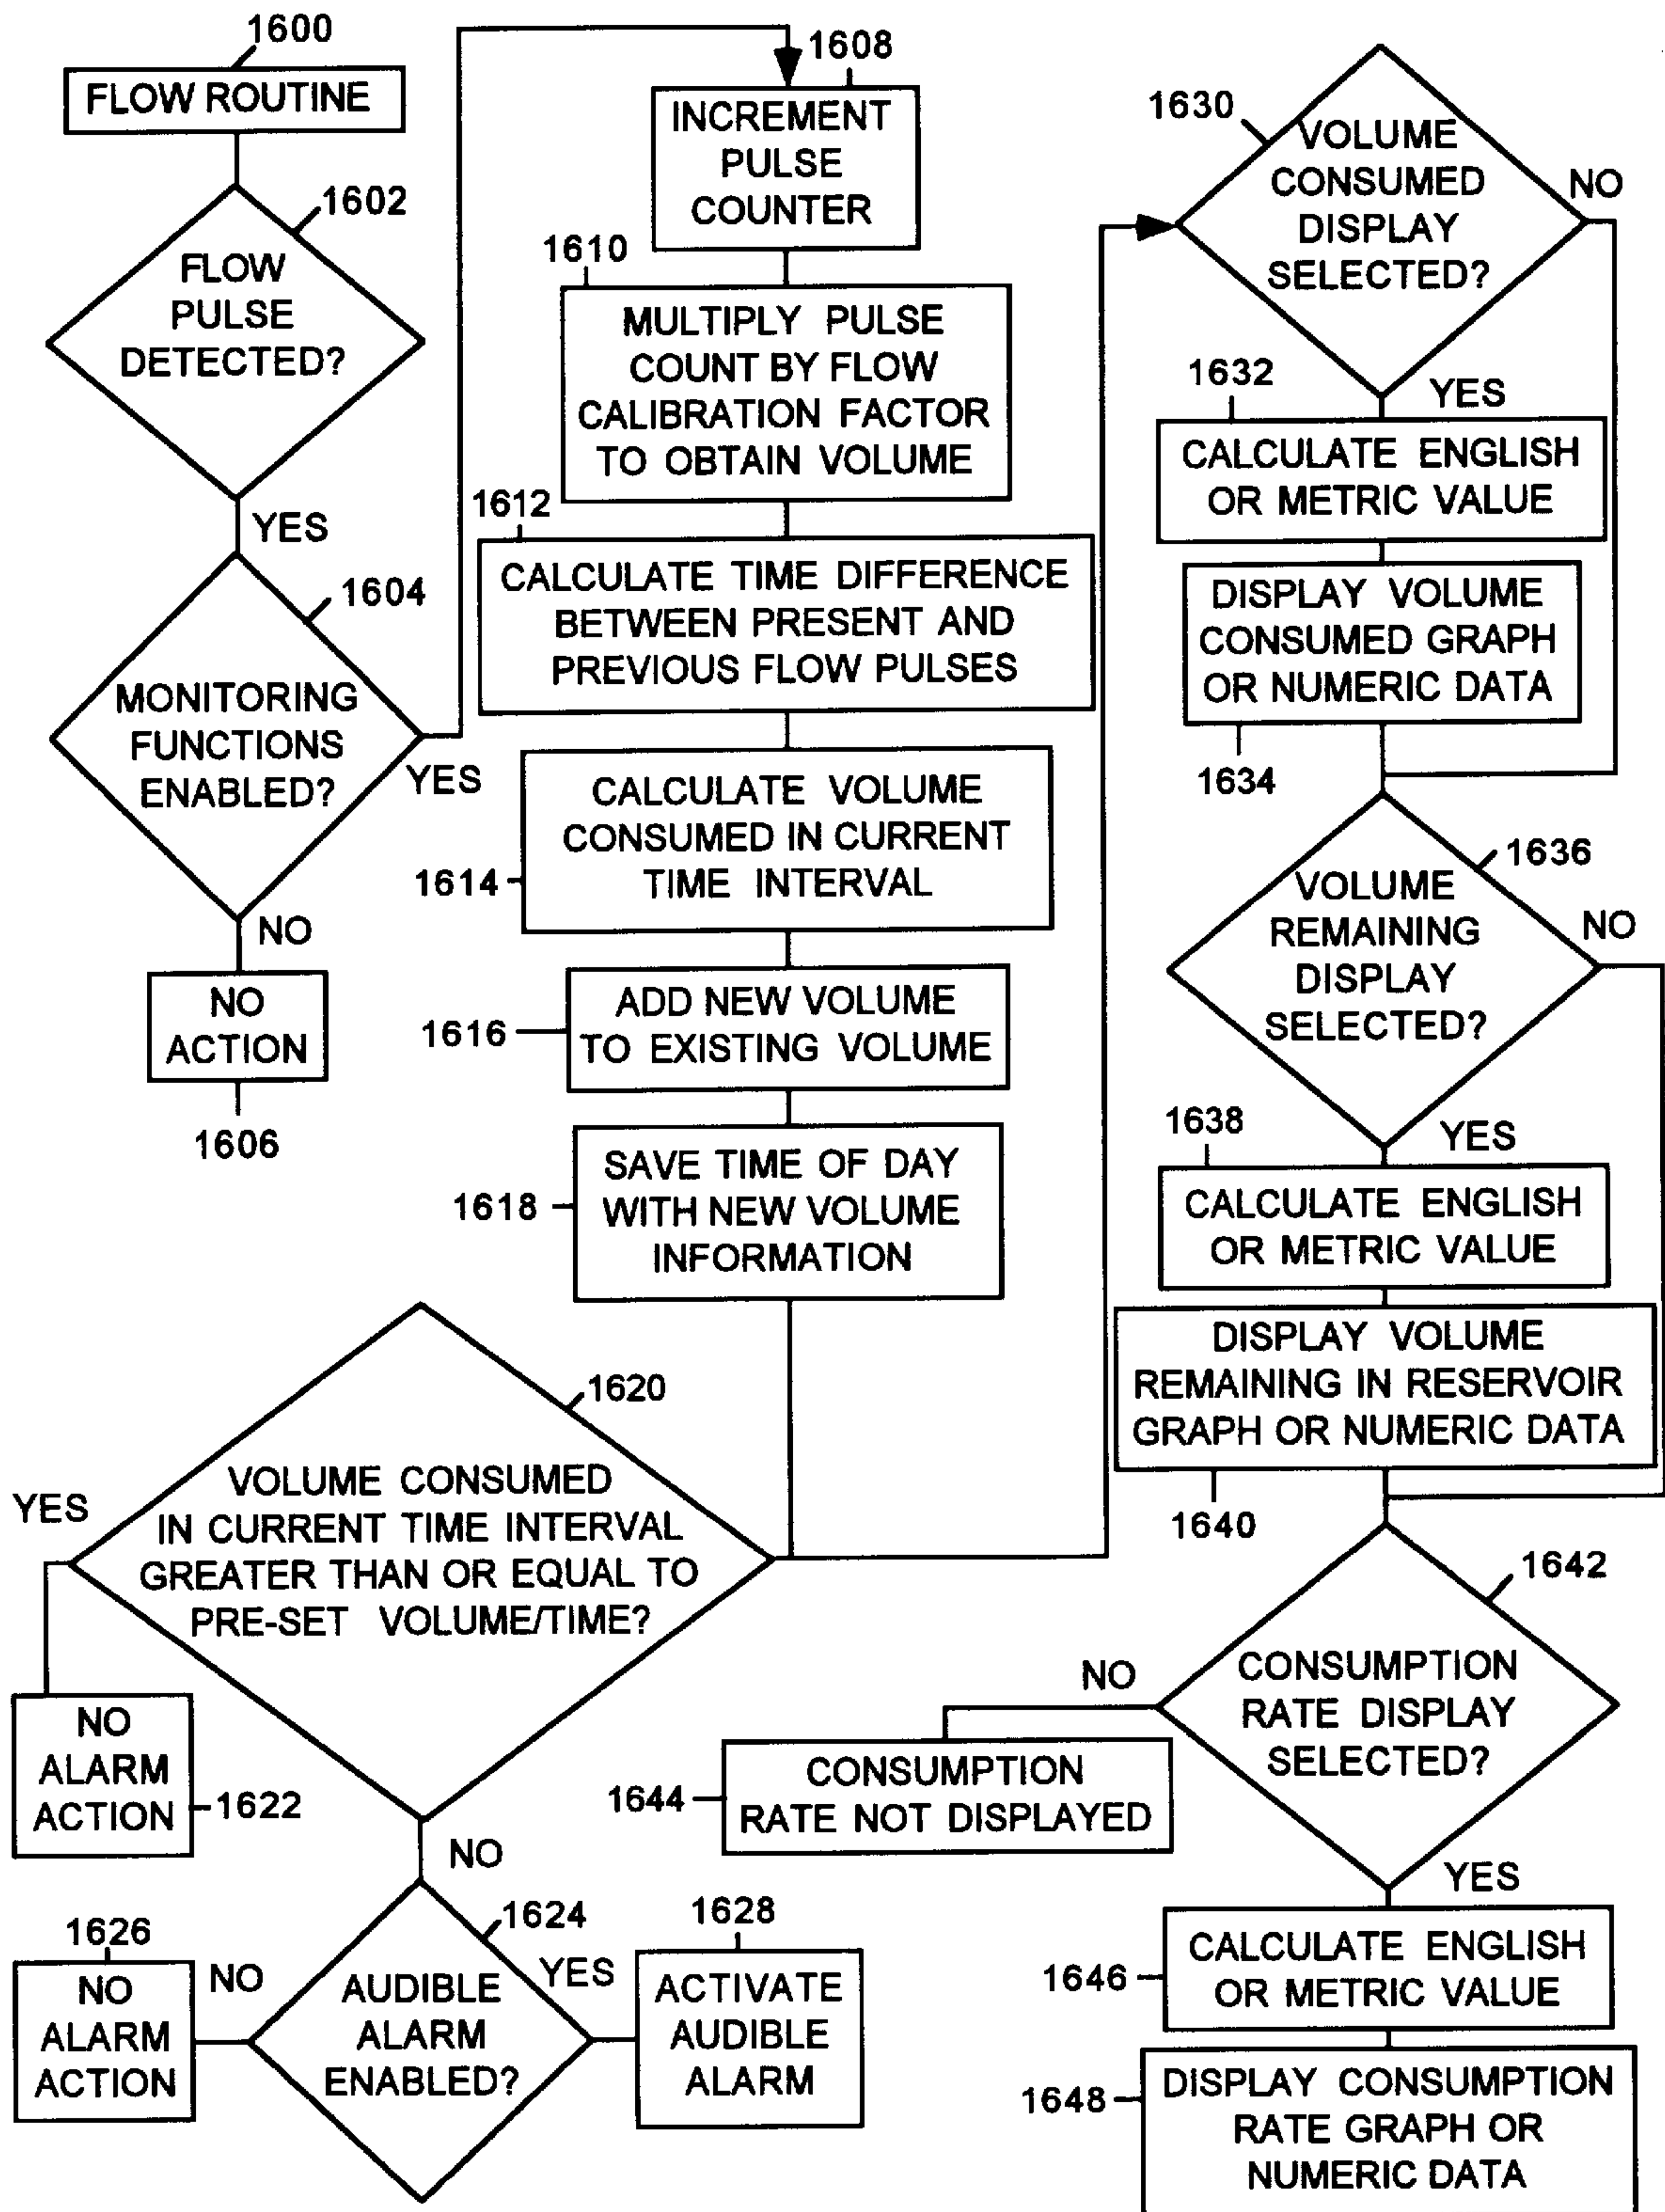 1600
FLOW ROUTINE
1602
FLOW
PULSE
DETECTED?
YES
1604
MONITORING
FUNCTIONS
ENABLED?
YES
NO
NO
ACTION
1606
1608
INCREMENT
PULSE
COUNTER
1610
MULTIPLY PULSE
COUNT BY FLOW
CALIBRATION FACTOR
TO OBTAIN VOLUME
1612
CALCULATE TIME DIFFERENCE
BETWEEN PRESENT AND
PREVIOUS FLOW PULSES
CALCULATE VOLUME
CONSUMED IN CURRENT
TIME INTERVAL
1614
ADD NEW VOLUME
TO EXISTING VOLUME
1616
SAVE TIME OF DAY
WITH NEW VOLUME
INFORMATION
1618
1620
VOLUME CONSUMED
IN CURRENT TIME INTERVAL
GREATER THAN OR EQUAL TO
PRE-SET VOLUME/TIME?
YES
NO
ALARM
ACTION
1622
NO
1624
AUDIBLE
ALARM
ENABLED?
NO
1626
NO
ALARM
ACTION
YES
1628
ACTIVATE
AUDIBLE
ALARM
1630
VOLUME
CONSUMED
DISPLAY
SELECTED?
NO
YES
1632
CALCULATE ENGLISH
OR METRIC VALUE
DISPLAY VOLUME
CONSUMED GRAPH
OR NUMERIC DATA
1634
1636
VOLUME
REMAINING
DISPLAY
SELECTED?
NO
YES
1638
CALCULATE ENGLISH
OR METRIC VALUE
DISPLAY VOLUME
REMAINING IN RESERVOIR
GRAPH OR NUMERIC DATA
1640
1642
CONSUMPTION
RATE DISPLAY
SELECTED?
NO
CONSUMPTION
RATE NOT DISPLAYED
1644
YES
CALCULATE ENGLISH
OR METRIC VALUE
1646
DISPLAY CONSUMPTION
RATE GRAPH OR
NUMERIC DATA
1648